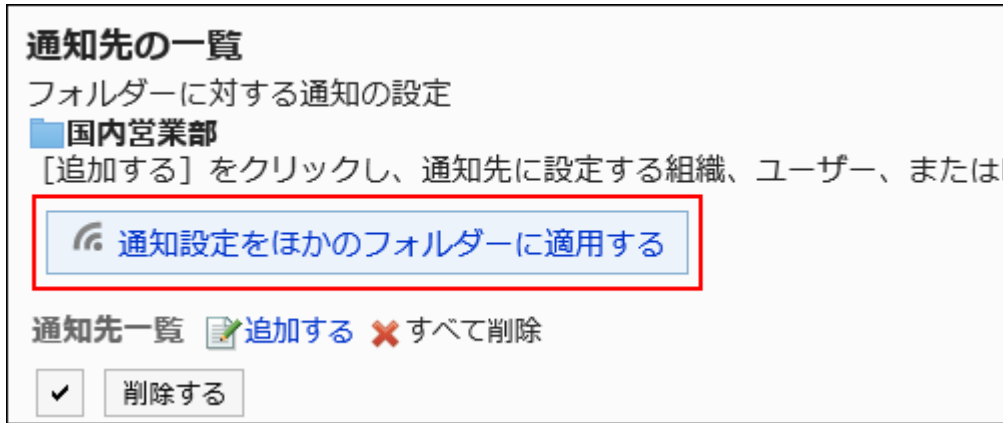 通知先の一覧
フォルダーに対する通知の設定
国内営業部
［追加する］をクリックし、通知先に設定する組織、ユーザー、または
通知設定をほかのフォルダーに適用する
通知先一覧 追加する すべて削除
削除する